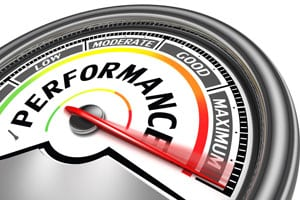 LOW
MODERATE
GOOD
MAXIMUM
PERFORMANCE